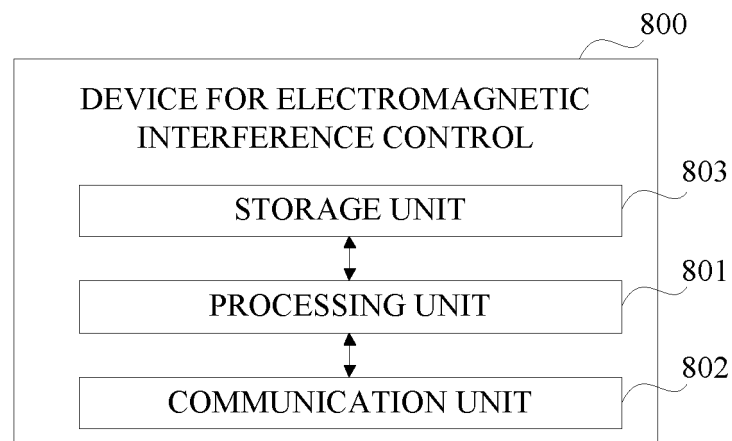 800
DEVICE FOR ELECTROMAGNETIC
INTERFERENCE CONTROL
803
STORAGE UNIT
801
PROCESSING UNIT
802
COMMUNICATION UNIT